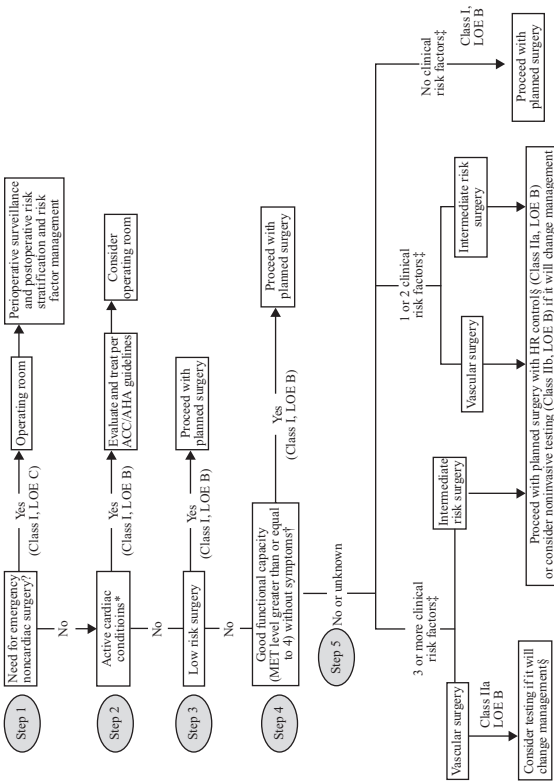 Step 1
Need for emergency
noncardiac surgery?
Yes
(Class I, LOE C)
Operating room
Perioperative surveillance
and postoperative risk
stratification and risk
factor management
No
Step 2
Active cardiac
conditioins*
Yes
(Class I, LOE B)
Evaluate and treat per
ACC/AHA guidelines
Consider
operating room
No
Step 3
Low risk surgery
Yes
(Class I, LOE B)
Proceed with
planned surgery
No
Step 4
Good functional capacity
(MET level greater than or equal
to 4) without symptoms†
Yes
(Class I, LOE B)
Proceed with
planned surgery
Step 5
No or unknown
3 or more clinical
risk factors‡
1 or 2 clinical
risk factors‡
No clinical
risk factors‡
Class I,
LOE B
Vascular surgery
Intermediate
risk surgery
Vascular surgery
Intermediate risk
surgery
Proceed with
planned surgery
Class IIa
LOE B
Consider testing if it will
change management§
Proceed with planned surgery with HR control§ (Class IIa, LOE B)
or consider noninvasive testing (Class IIb, LOE B) if it will change management